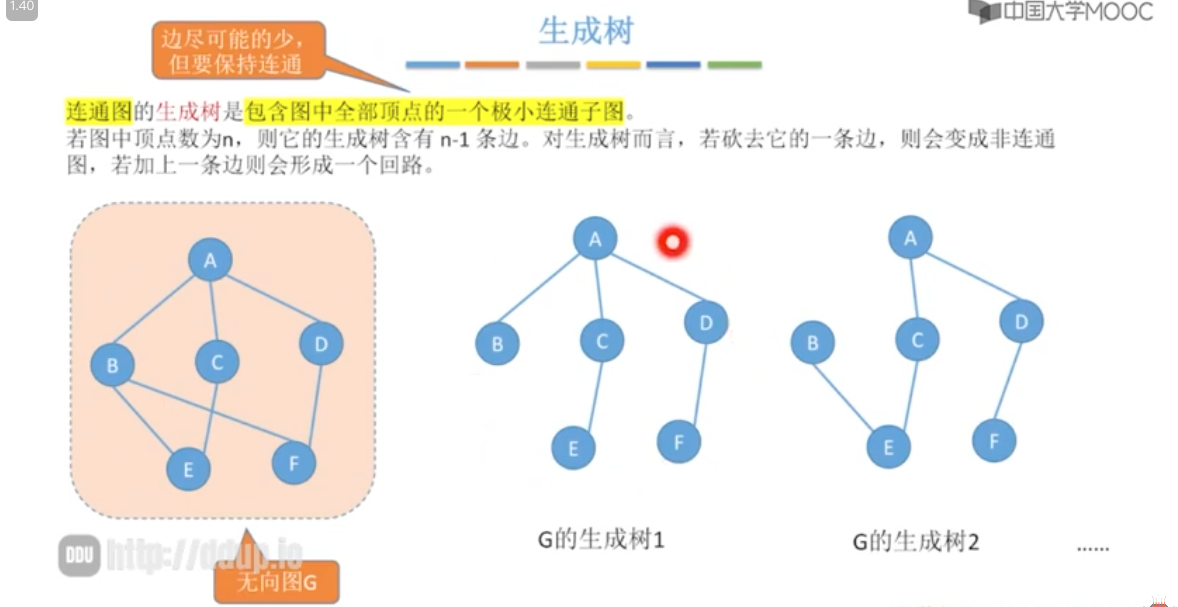 1.40
中国大学MOOC
生成树
边尽可能的少，
但要保持连通
连通图的生成树是包含图中全部顶点的一个极小连通子图。
若图中顶点数为n，则它的生成树含有 n-1 条边。对生成树而言，若砍去它的一条边，则会变成非连通
图，若加上一条边则会形成一个回路。
A
B
C
D
E
F
A
B
C
D
E
F
A
B
C
D
E
F
G的生成树1
G的生成树2
……
DDU http://ddup.io
无向图G